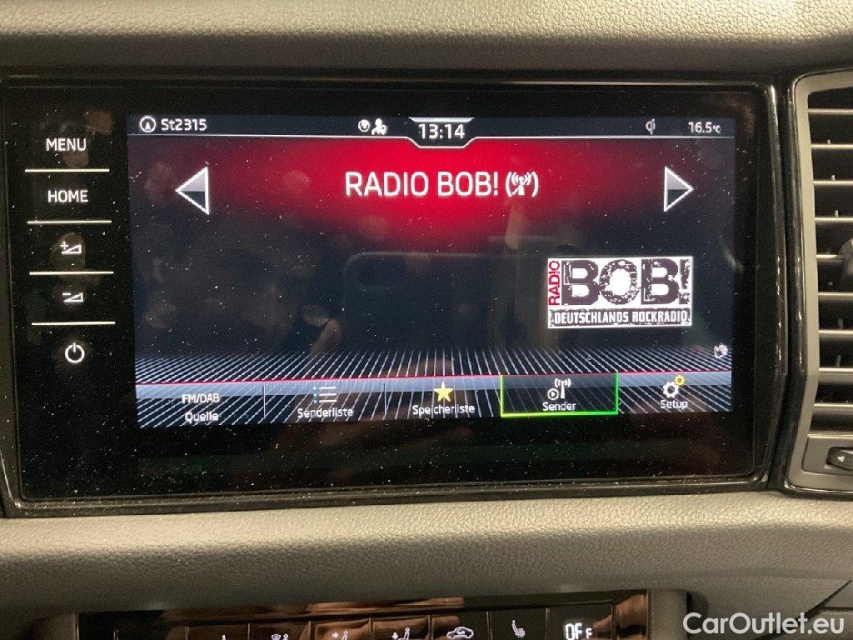 St2315 13:14 16.5°C
MENU
HOME
RADIO BOB!
RADIO BOB!
DEUTSCHLANDS ROCKRADIO
FM/DAB
Quelle
Senderliste
Speicherliste
Sender
Setup
OFF
CarOutlet.eu